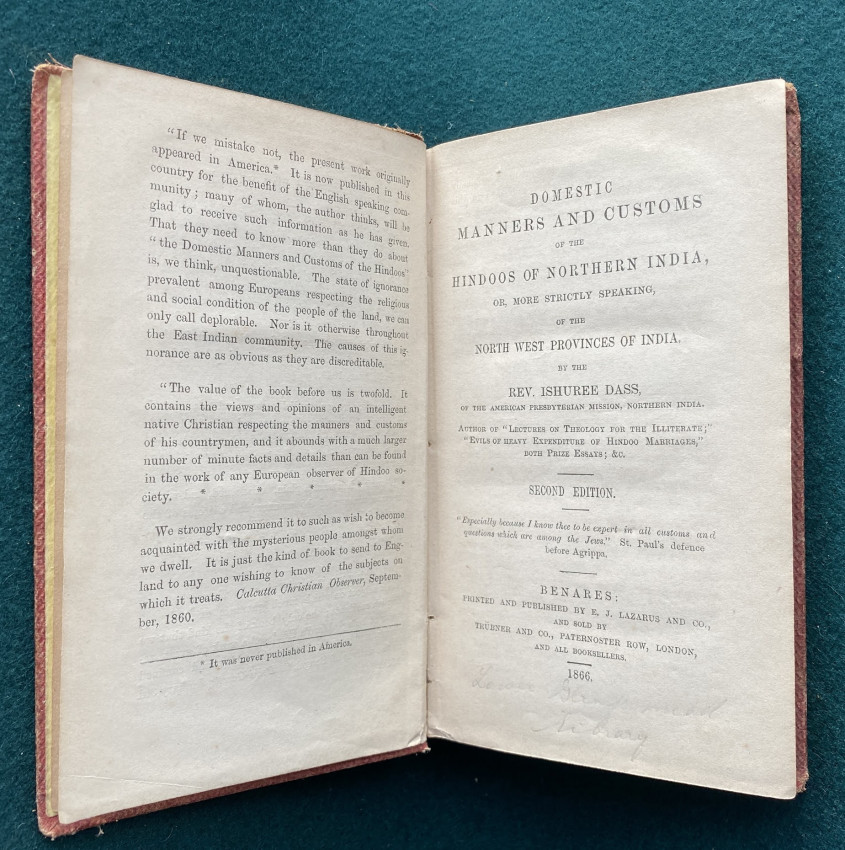 "If we mistake not, the present work originally
appeared in America.* It is now published in this
country for the benefit of the English speaking com-
munity; many of whom, the author thinks, will be
glad to receive such information as he has given.
That they need to know more than they do about
"the Domestic Manners and Customs of the Hindoos"
is, we think, unquestionable. The state of ignorance
prevalent among Europeans respecting the religious
and social condition of the people of the land, we can
only call deplorable. Nor is it otherwise throughout
the East Indian community. The causes of this ig-
norance are as obvious as they are discreditable.
"The value of the book before us is twofold. It
contains the views and opinions of an intelligent
native Christian respecting the manners and customs
of his countrymen, and it abounds with a much larger
number of minute facts and details than can be found
in the work of any European observer of Hindoo so-
ciety. * * * * *
We strongly recommend it to such as wish to become
acquainted with the mysterious people amongst whom
we dwell. It is just the kind of book to send to Eng-
land to any one wishing to know of the subjects on
which it treats. Calcutta Christian Observer, Septem-
ber, 1860.
* It was never published in America.
DOMESTIC
MANNERS AND CUSTOMS
OF THE
HINDOOS OF NORTHERN INDIA,
OR, MORE STRICTLY SPEAKING,
OF THE
NORTH WEST PROVINCES OF INDIA.
BY THE
REV. ISHUREE DASS,
OF THE AMERICAN PRESBYTERIAN MISSION, NORTHERN INDIA.
AUTHOR OF "LECTURES ON THEOLOGY FOR THE ILLITERATE;"
"EVILS OF HEAVY EXPENDITURE OF HINDOO MARRIAGES,"
BOTH PRIZE ESSAYS; &C.
SECOND EDITION.
"Especially because I know thee to be expert in all customs and
questions which are among the Jews." St. Paul's defence
before Agrippa.
BENARES:
PRINTED AND PUBLISHED BY E. J. LAZARUS AND CO.,
AND SOLD BY
TRÜBNER AND CO., PATERNOSTER ROW, LONDON,
AND ALL BOOKSELLERS.
1866.
Library